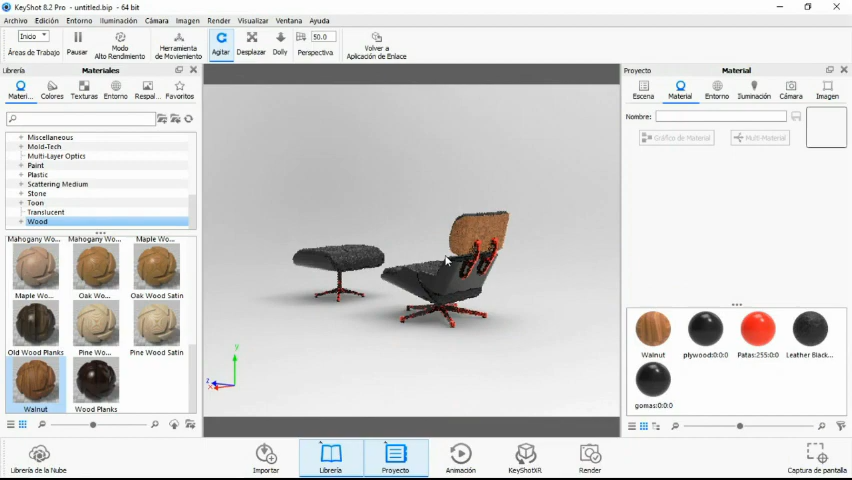 KeyShot 8.2 Pro - untitled.bip - 64 bit
Archivo Edición Entorno Iluminación Cámara Imagen Render Visualizar Ventana Ayuda
Inicio 50.0
Áreas de Trabajo Pausar Modo Alto Rendimiento Herramienta de Moviemiento Agitar Desplazar Dolly Perspectiva Volver a Aplicación de Enlace
Librería Materiales Proyecto Material
Materi... Colores Texturas Entorno Respal... Favoritos Escena Material Entorno Iluminación Cámara Imagen
Nombre:
Gráfico de Material Multi-Material
Miscellaneous
Mold-Tech
Multi-Layer Optics
Paint
Plastic
Scattering Medium
Stone
Toon
Translucent
Wood
Mahogany Wo... Mahogany Wo... Maple Wo...
Maple Wo... Oak Wo... Oak Wood Satin
Old Wood Planks Pine Wo... Pine Wood Satin
Walnut Wood Planks
y
z
x
Walnut plywood:0:0:0 Patas:255:0:0 Leather Black...
gomas:0:0:0
Librería de la Nube Importar Librería Proyecto Animación KeyShotXR Render Captura de pantalla